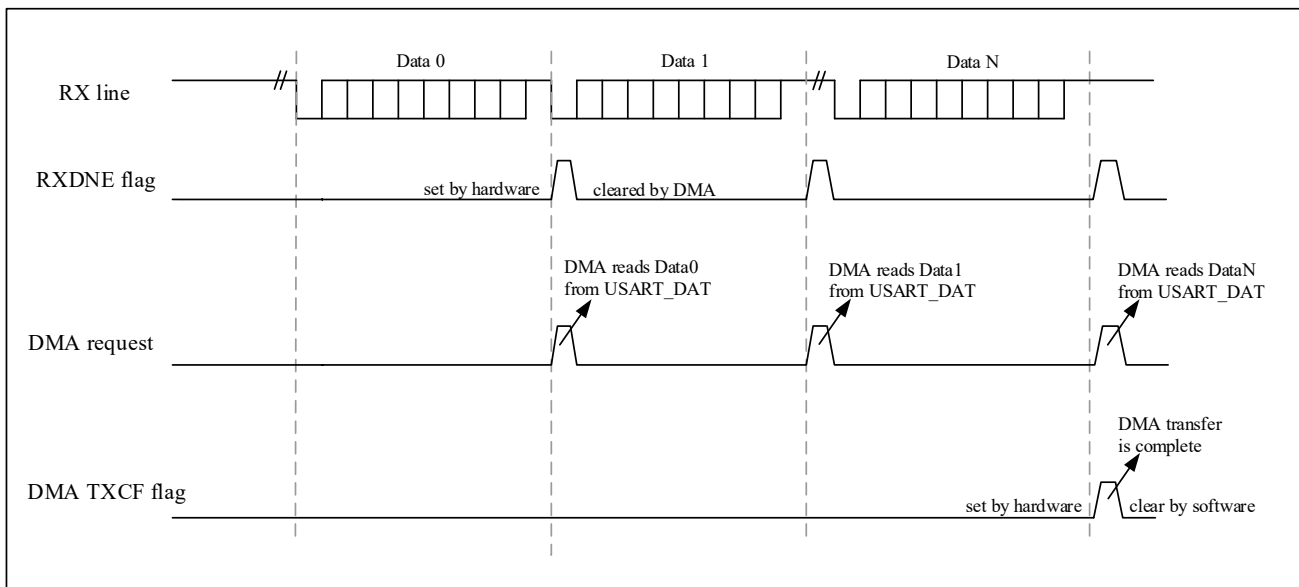 Data 0
Data 1
Data N
RX line
RXDNE flag
set by hardware
cleared by DMA
DMA reads Data0
from USART_DAT
DMA reads Data1
from USART_DAT
DMA reads DataN
from USART_DAT
DMA request
DMA transfer
is complete
DMA TXCF flag
set by hardware
clear by software